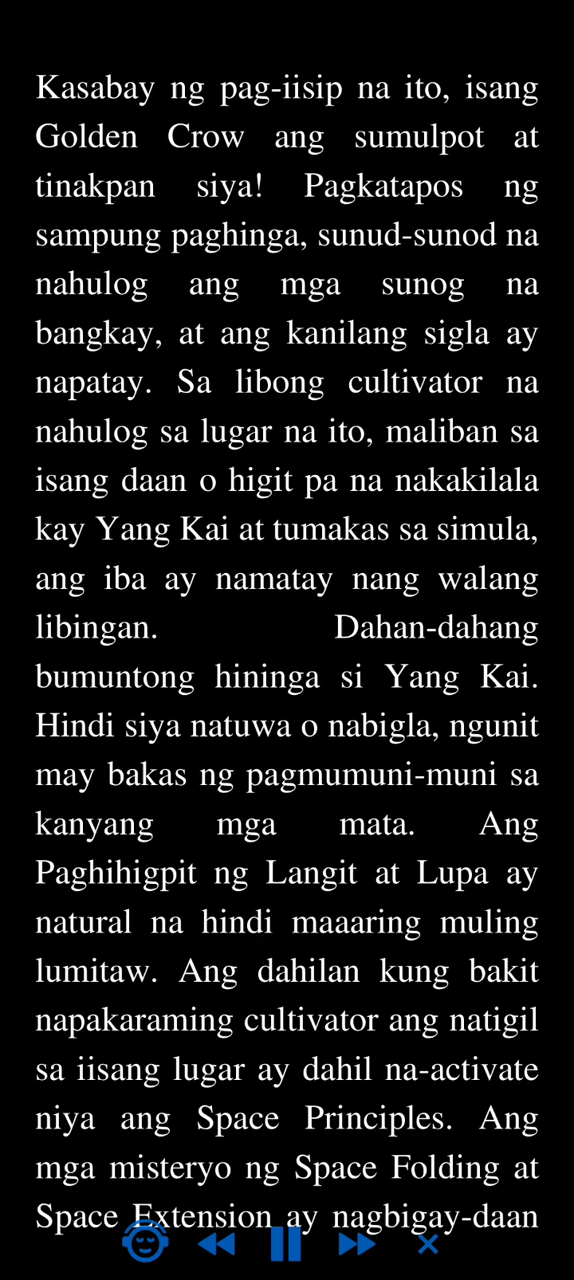 Kasabay ng pag-iisip na ito, isang
Golden Crow ang sumulpot at
tinakpan siya! Pagkatapos ng
sampung paghinga, sunud-sunod na
nahulog ang mga sunog na
bangkay, at ang kanilang sigla ay
napatay. Sa libong cultivator na
nahulog sa lugar na ito, maliban sa
isang daan o higit pa na nakakilala
kay Yang Kai at tumakas sa simula,
ang iba ay namatay nang walang
libingan. Dahan-dahang
bumuntong hininga si Yang Kai.
Hindi siya natuwa o nabigla, ngunit
may bakas ng pagmumuni-muni sa
kanyang mga mata. Ang
Paghihigpit ng Langit at Lupa ay
natural na hindi maaaring muling
lumitaw. Ang dahilan kung bakit
napakaraming cultivator ang natigil
sa iisang lugar ay dahil na-activate
niya ang Space Principles. Ang
mga misteryo ng Space Folding at
Space Extension ay nagbigay-daan